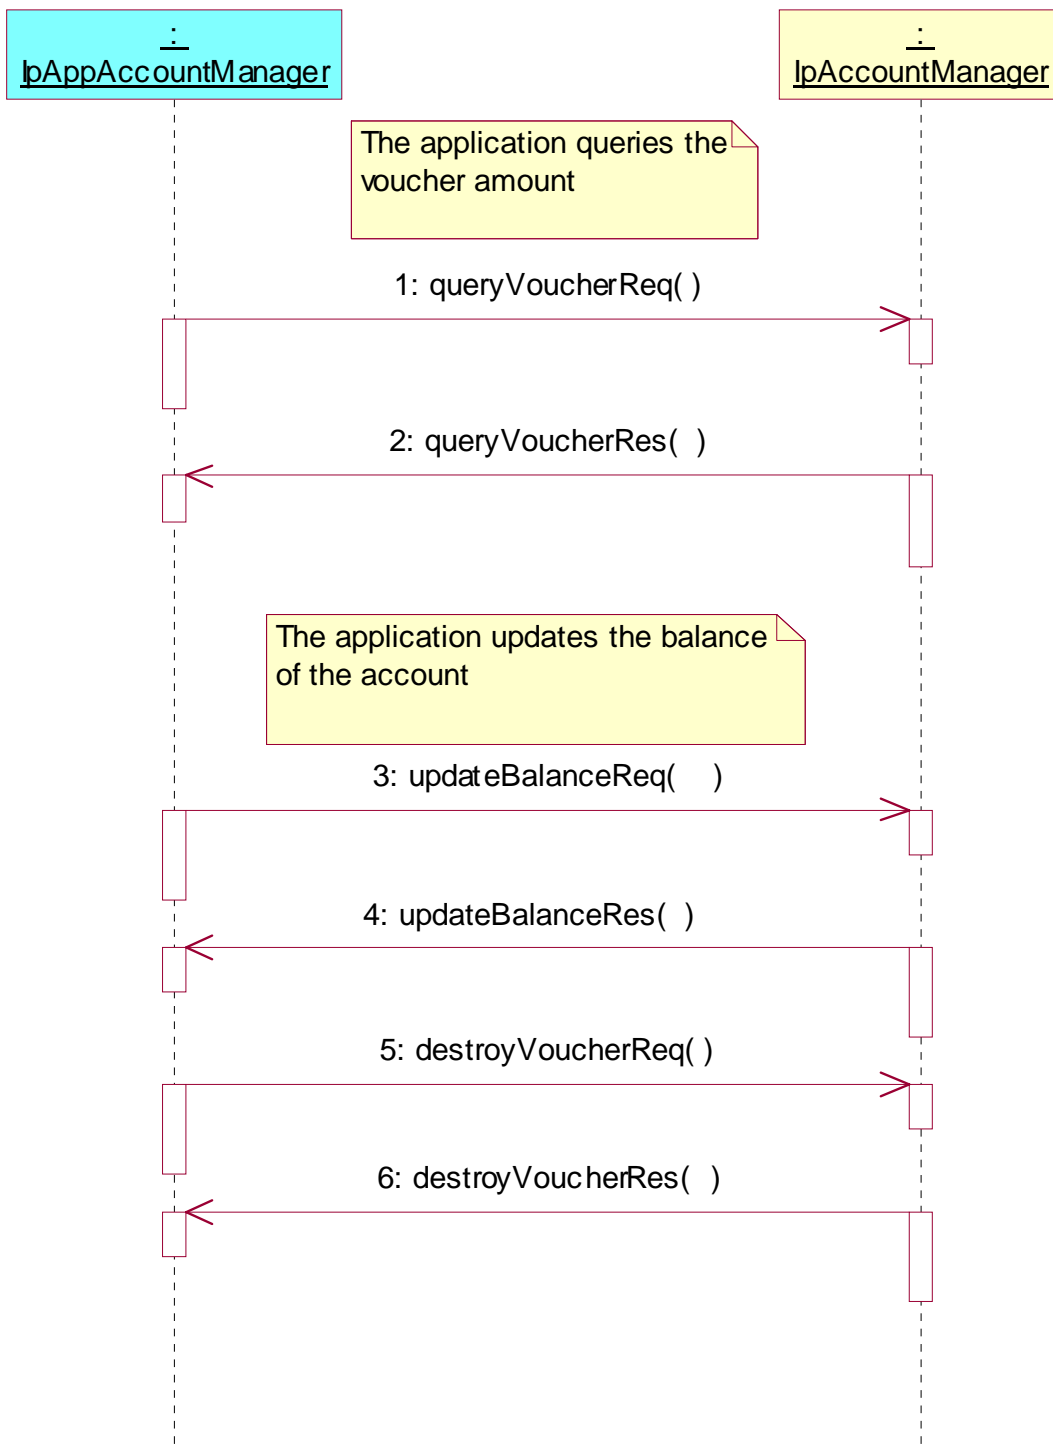 :
IpAppAccountManager
:
IpAccountManager
The application queries the
voucher amount
1: queryVoucherReq( )
2: queryVoucherRes(  )
The application updates the balance
of the account
3: updateBalanceReq(    )
4: updateBalanceRes(  )
5: destroyVoucherReq( )
6: destroyVoucherRes(  )